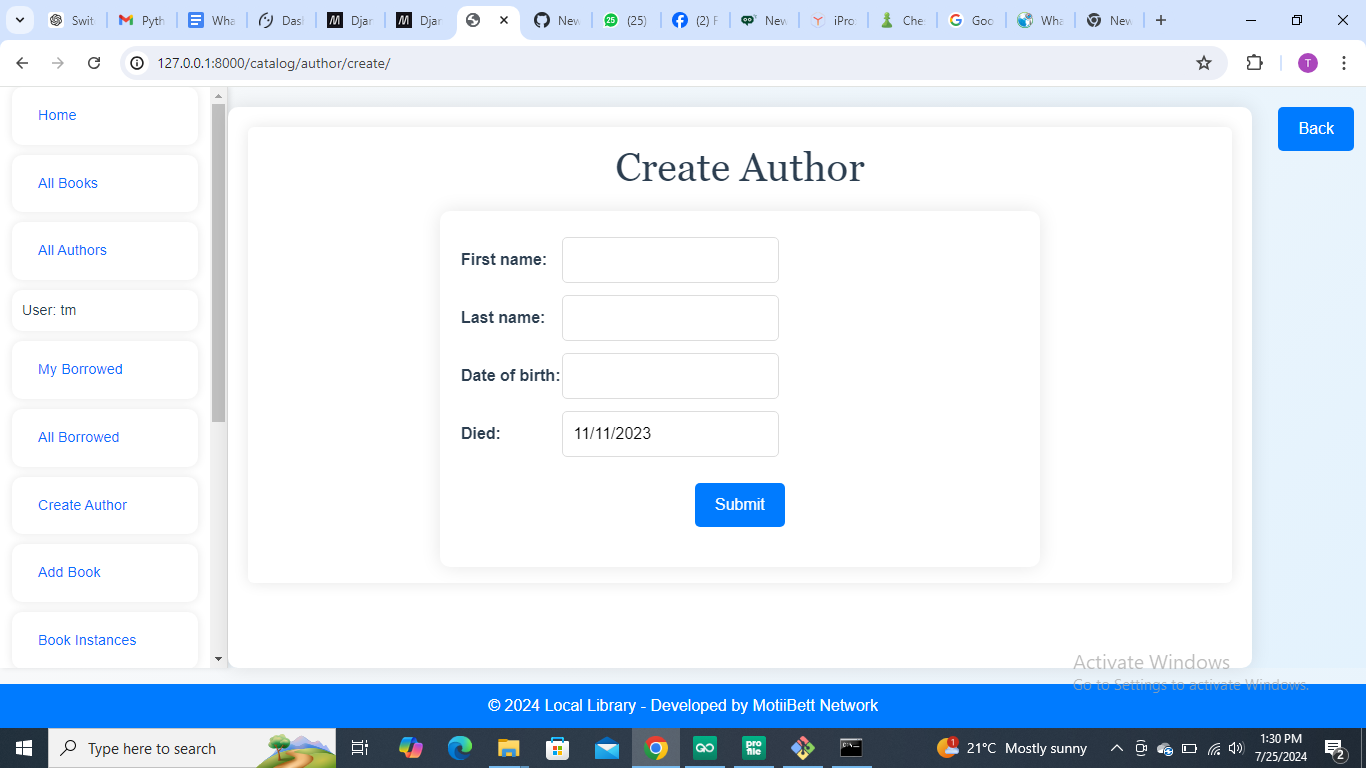 Swit
Pyth
Wha
Dasl
Djar
Djar
New
(25)
(2) F
New
iPro
Che
Goo
Wha
New
127.0.0.1:8000/catalog/author/create/
T
Home
All Books
All Authors
User: tm
My Borrowed
All Borrowed
Create Author
Add Book
Book Instances
Back
Create Author
First name:
Last name:
Date of birth:
Died:
11/11/2023
Submit
Activate Windows
Go to Settings to activate Windows.
© 2024 Local Library - Developed by MotiiBett Network
Type here to search
21°C Mostly sunny
1:30 PM
7/25/2024
2